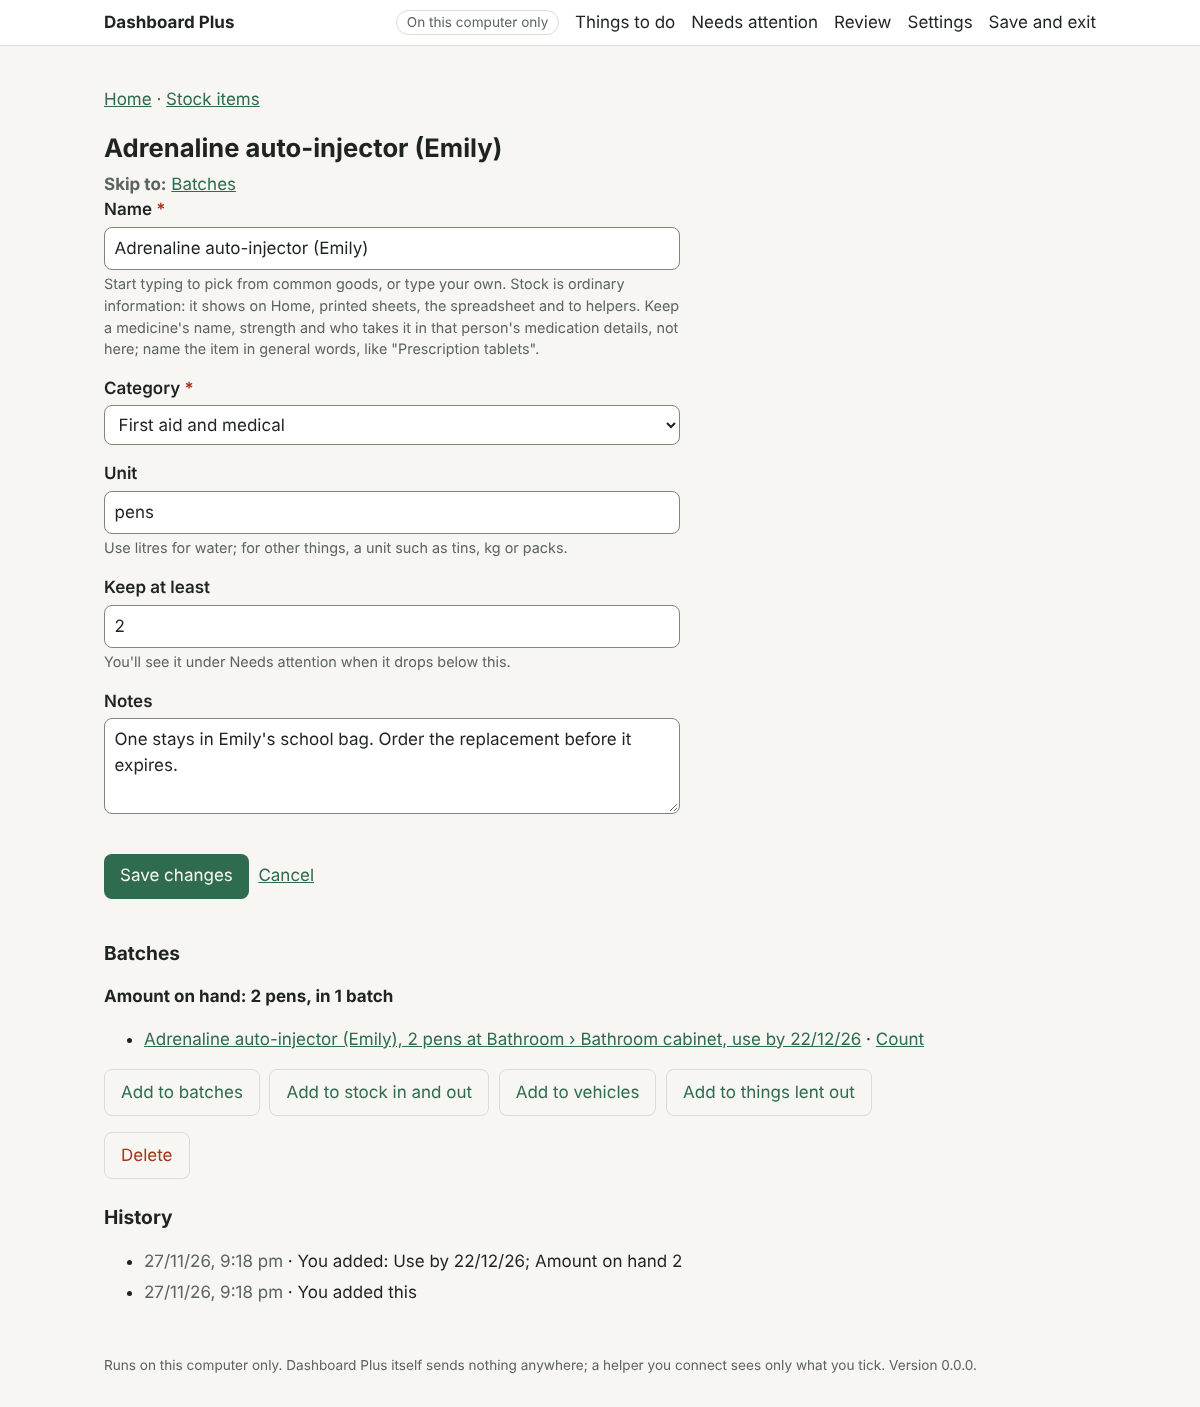 Dashboard Plus
On this computer only Things to do Needs attention Review Settings Save and exit
Home · Stock items
Adrenaline auto-injector (Emily)
Skip to: Batches
Name *
Adrenaline auto-injector (Emily)
Start typing to pick from common goods, or type your own. Stock is ordinary
information: it shows on Home, printed sheets, the spreadsheet and to helpers. Keep
a medicine's name, strength and who takes it in that person's medication details, not
here; name the item in general words, like "Prescription tablets".
Category *
First aid and medical
Unit
pens
Use litres for water; for other things, a unit such as tins, kg or packs.
Keep at least
2
You'll see it under Needs attention when it drops below this.
Notes
One stays in Emily's school bag. Order the replacement before it
expires.
Save changes Cancel
Batches
Amount on hand: 2 pens, in 1 batch
• Adrenaline auto-injector (Emily), 2 pens at Bathroom › Bathroom cabinet, use by 22/12/26 · Count
Add to batches Add to stock in and out Add to vehicles Add to things lent out
Delete
History
• 27/11/26, 9:18 pm · You added: Use by 22/12/26; Amount on hand 2
• 27/11/26, 9:18 pm · You added this
Runs on this computer only. Dashboard Plus itself sends nothing anywhere; a helper you connect sees only what you tick. Version 0.0.0.